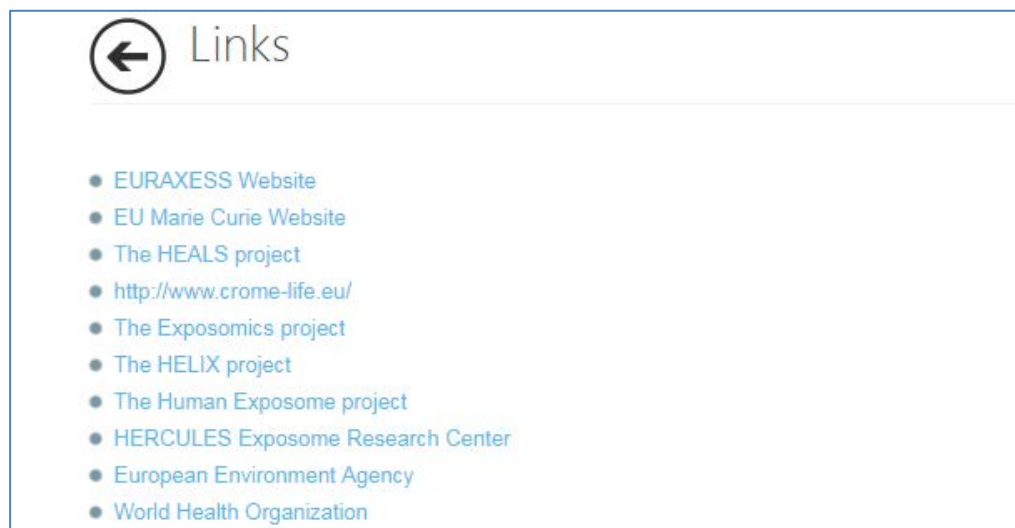 Links
EURAXESS Website
EU Marie Curie Website
The HEALS project
http://www.crome-life.eu/
The Exposomics project
The HELIX project
The Human Exposome project
HERCULES Exposome Research Center
European Environment Agency
World Health Organization